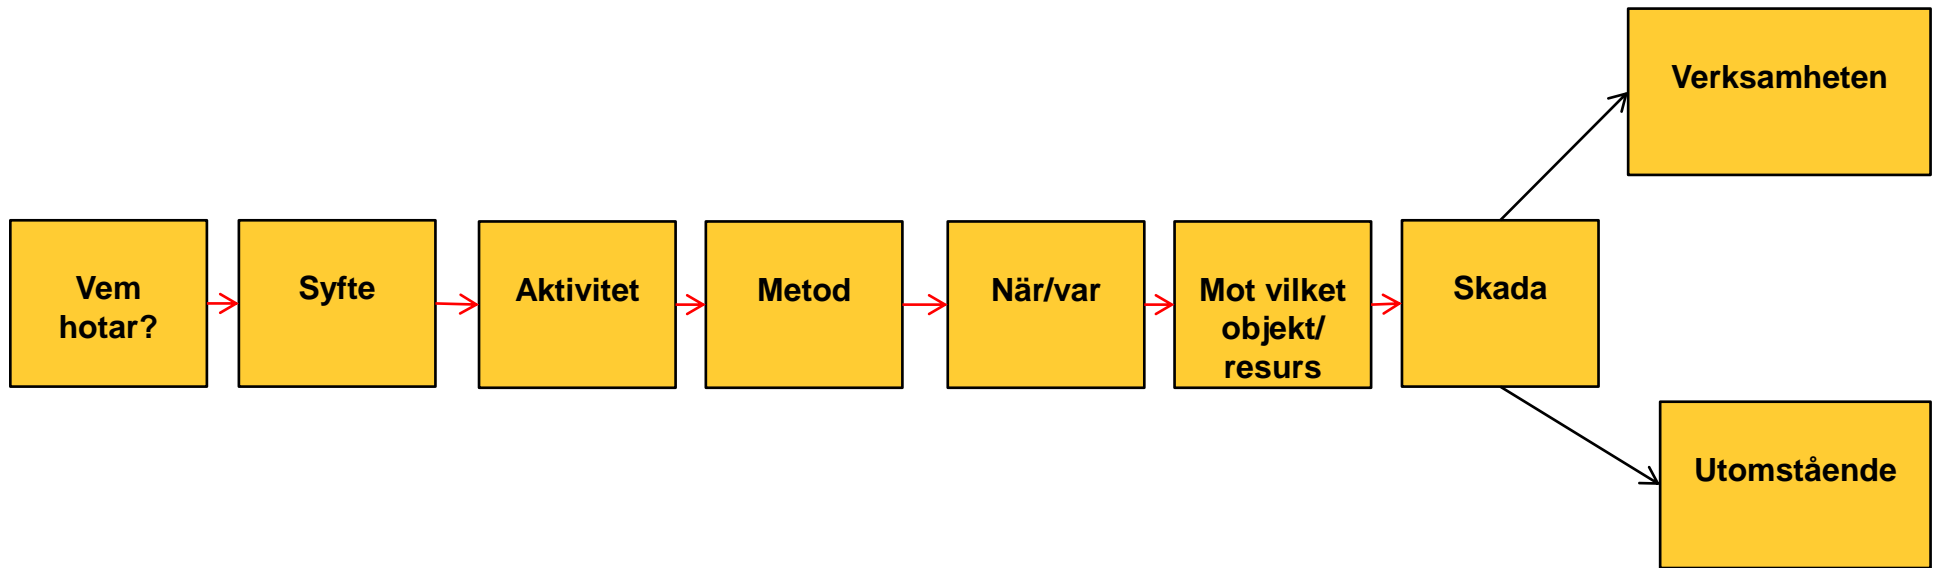 Vem
hotar?
Syfte
Aktivitet
Metod
När/var
Mot vilket
objekt/
resurs
Skada
Verksamheten
Utomstående